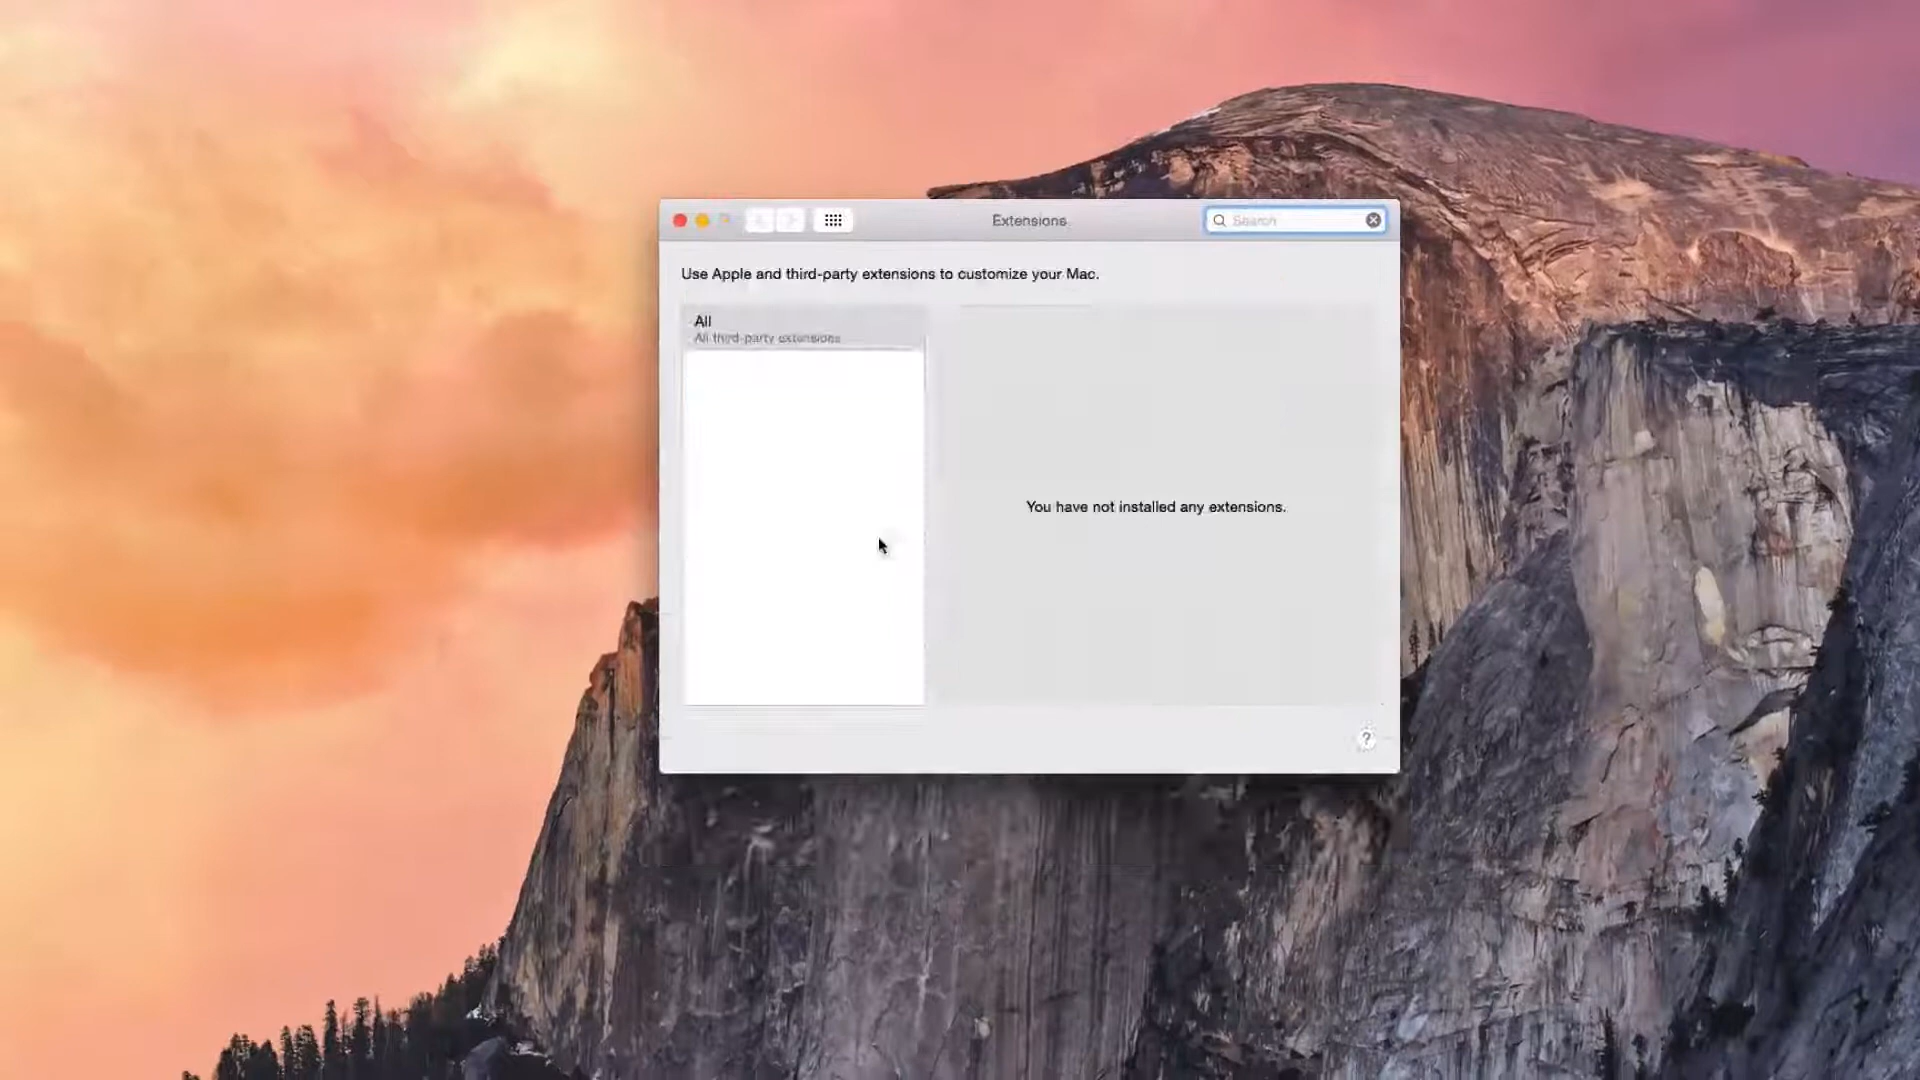 Extensions
Search
Use Apple and third-party extensions to customize your Mac.
All
All third-party extensions
You have not installed any extensions.
?